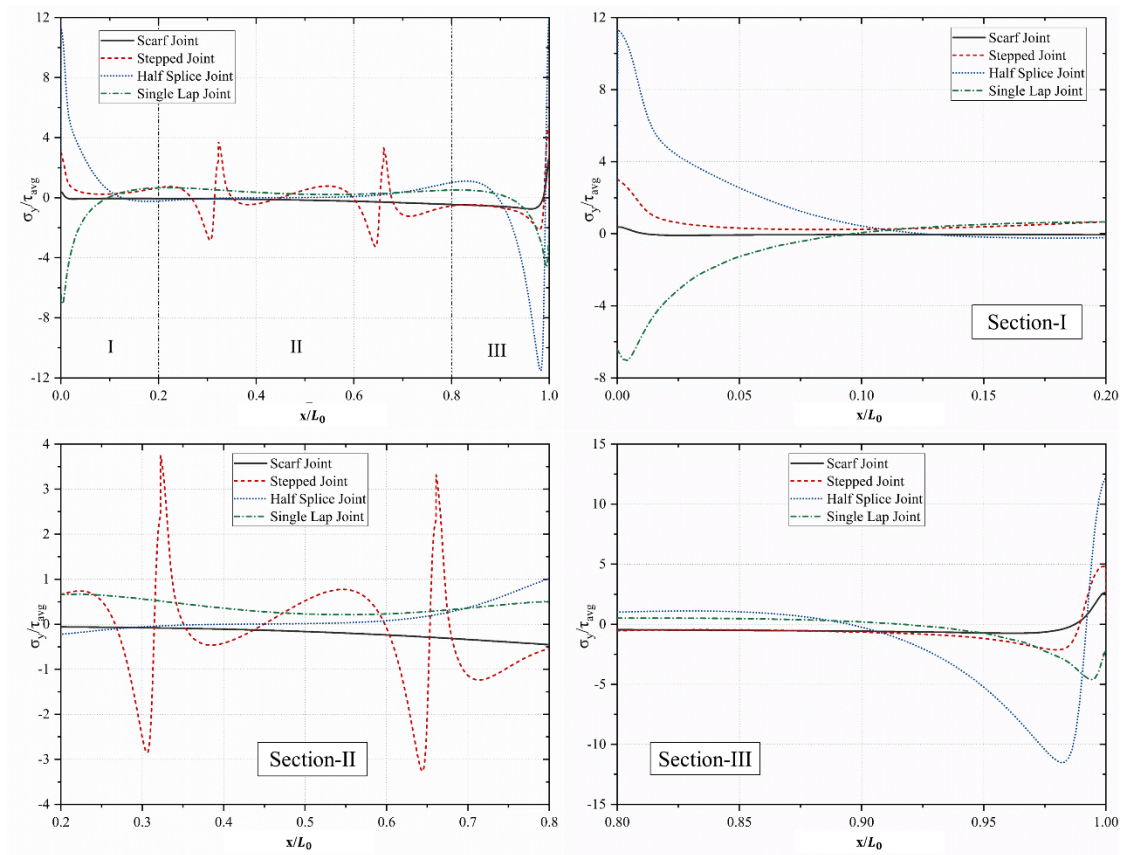 12
8
4
0
-4
-8
-12
σy/τavg
Scarf Joint
Stepped Joint
Half Splice Joint
Single Lap Joint
I
II
III
0.0 0.2 0.4 0.6 0.8 1.0
x/L0
12
8
4
0
-4
-8
σy/τavg
Scarf Joint
Stepped Joint
Half Splice Joint
Single Lap Joint
Section-I
0.00 0.05 0.10 0.15 0.20
x/L0
4
3
2
1
0
-1
-2
-3
-4
σy/τavg
Scarf Joint
Stepped Joint
Half Splice Joint
Single Lap Joint
Section-II
0.2 0.3 0.4 0.5 0.6 0.7 0.8
x/L0
15
10
5
0
-5
-10
-15
σy/τavg
Scarf Joint
Stepped Joint
Half Splice Joint
Single Lap Joint
Section-III
0.80 0.85 0.90 0.95 1.00
x/L0